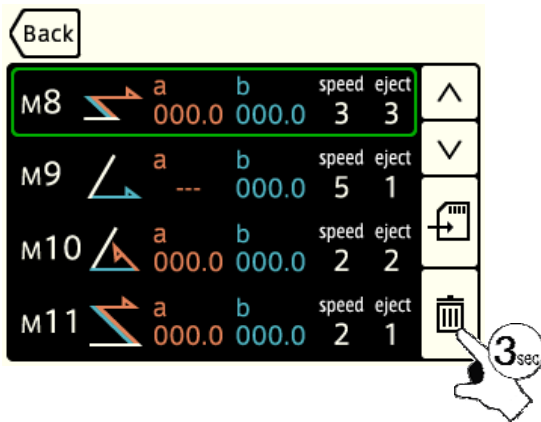 Back
M8 a 000.0 b 000.0 speed 3 eject 3
M9 a --- b 000.0 speed 5 eject 1
M10 a 000.0 b 000.0 speed 2 eject 2
M11 a 000.0 b 000.0 speed 2 eject 1
3sec